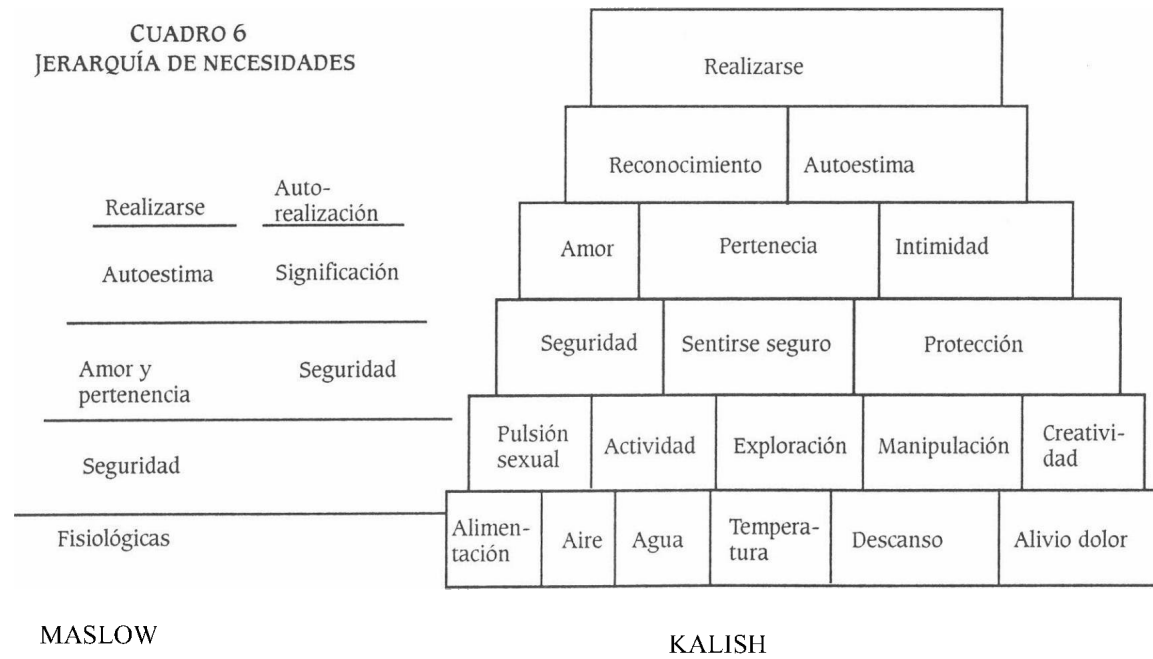 CUADRO 6
JERARQUÍA DE NECESIDADES
Realizarse
Auto-
realización
Autoestima
Significación
Amor y
pertenencia
Seguridad
Seguridad
Fisiológicas
MASLOW
Realizarse
Reconocimiento
Autoestima
Amor
Pertenecia
Intimidad
Seguridad
Sentirse seguro
Protección
Pulsión
sexual
Actividad
Exploración
Manipulación
Creativi-
dad
Alimen-
tación
Aire
Agua
Tempera-
tura
Descanso
Alivio dolor
KALISH